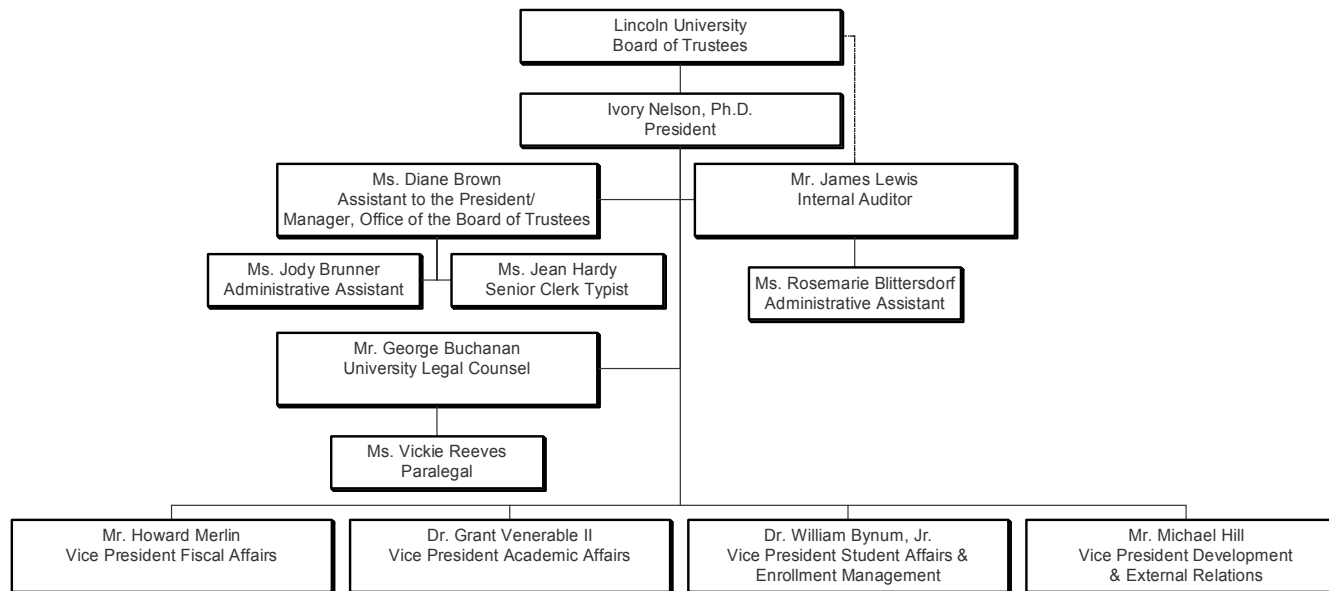 Lincoln University
Board of Trustees
Ivory Nelson, Ph.D.
President
Ms. Diane Brown
Assistant to the President/
Manager, Office of the Board of Trustees
Mr. James Lewis
Internal Auditor
Ms. Jody Brunner
Administrative Assistant
Ms. Jean Hardy
Senior Clerk Typist
Ms. Rosemarie Blittersdorf
Administrative Assistant
Mr. George Buchanan
University Legal Counsel
Ms. Vickie Reeves
Paralegal
Mr. Howard Merlin
Vice President Fiscal Affairs
Dr. Grant Venerable II
Vice President Academic Affairs
Dr. William Bynum, Jr.
Vice President Student Affairs &
Enrollment Management
Mr. Michael Hill
Vice President Development
& External Relations